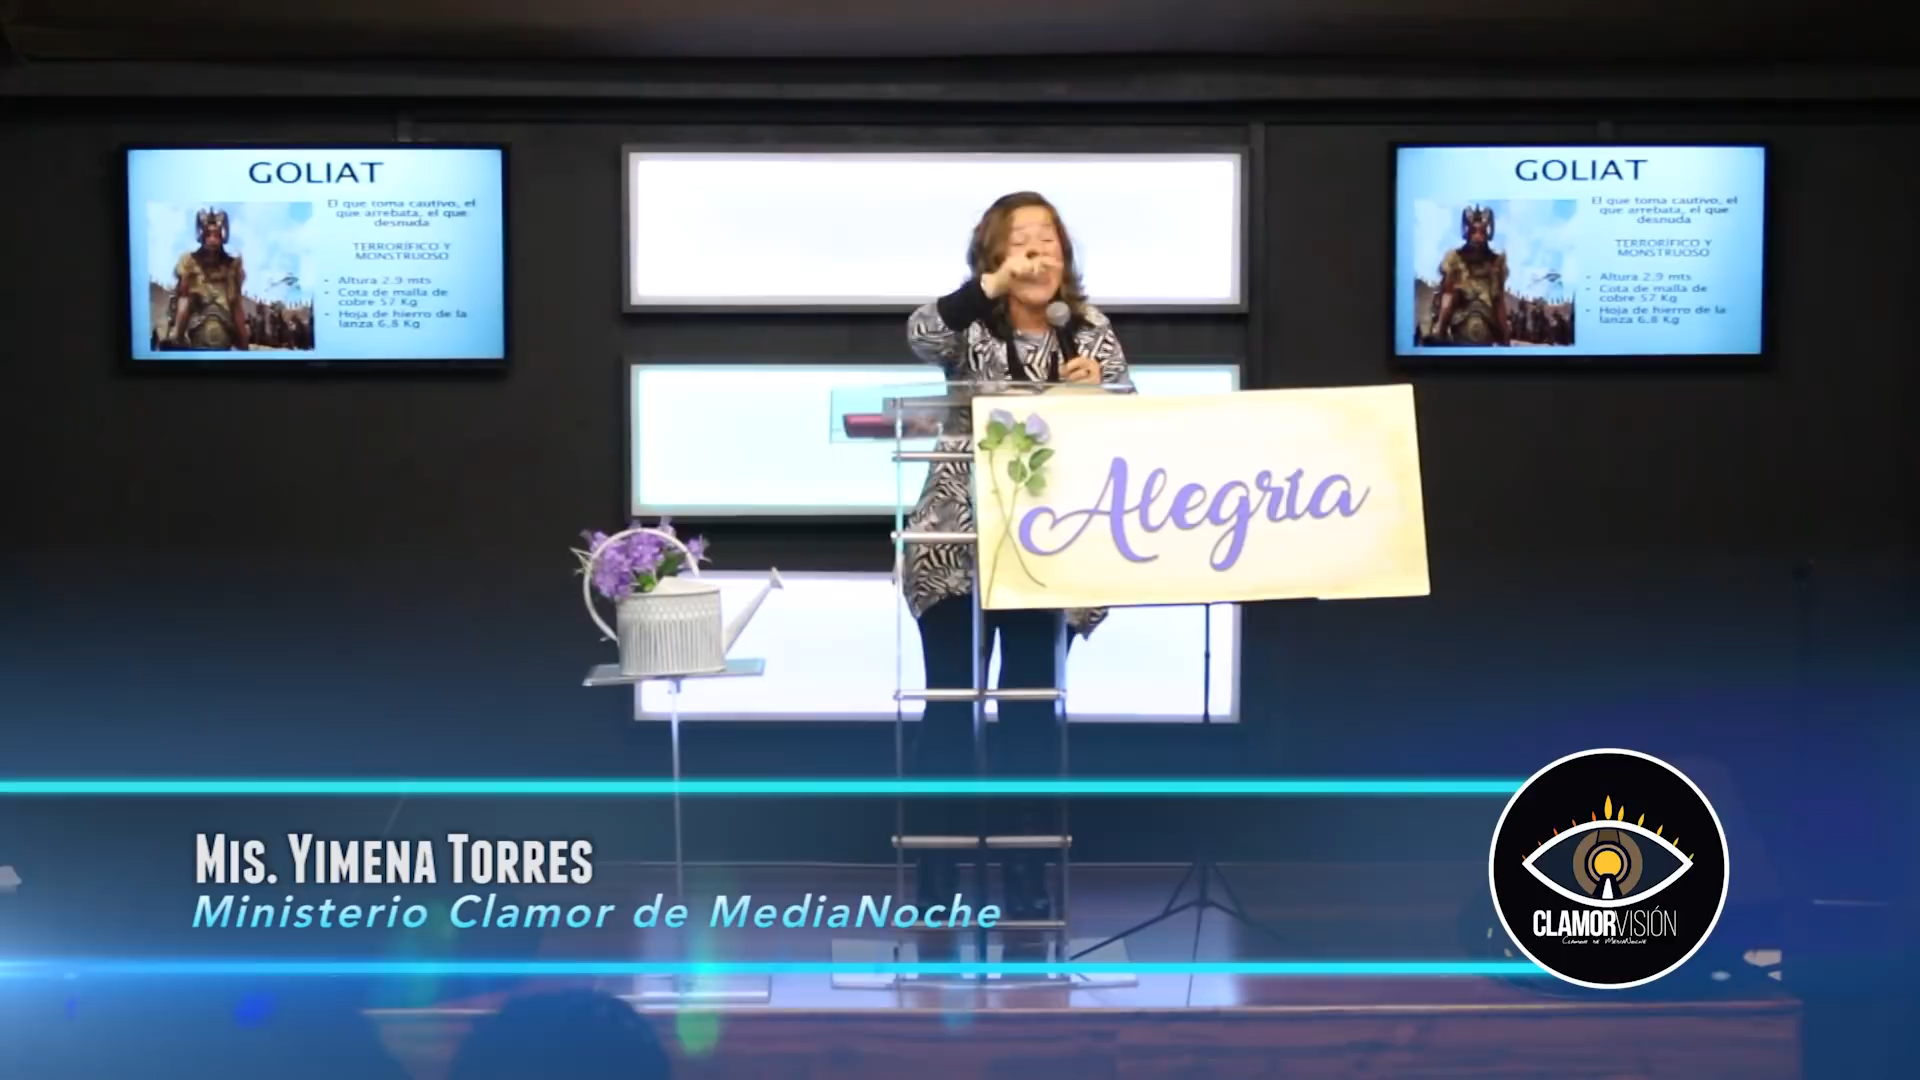 GOLIAT
El que toma cautivo, el
que arrebata, el que
desnuda
TERRORÍFICO Y
MONSTRUOSO
- Altura 2.9 mts
- Cota de malla de
cobre 57 Kg
- Hoja de hierro de la
lanza 6,8 Kg
GOLIAT
El que toma cautivo, el
que arrebata, el que
desnuda
TERRORÍFICO Y
MONSTRUOSO
- Altura 2.9 mts
- Cota de malla de
cobre 57 Kg
- Hoja de hierro de la
lanza 6,8 Kg
Alegría
MIS. YIMENA TORRES
Ministerio Clamor de MediaNoche
CLAMORVISIÓN
CLAMOR DE MEDIANOCHE